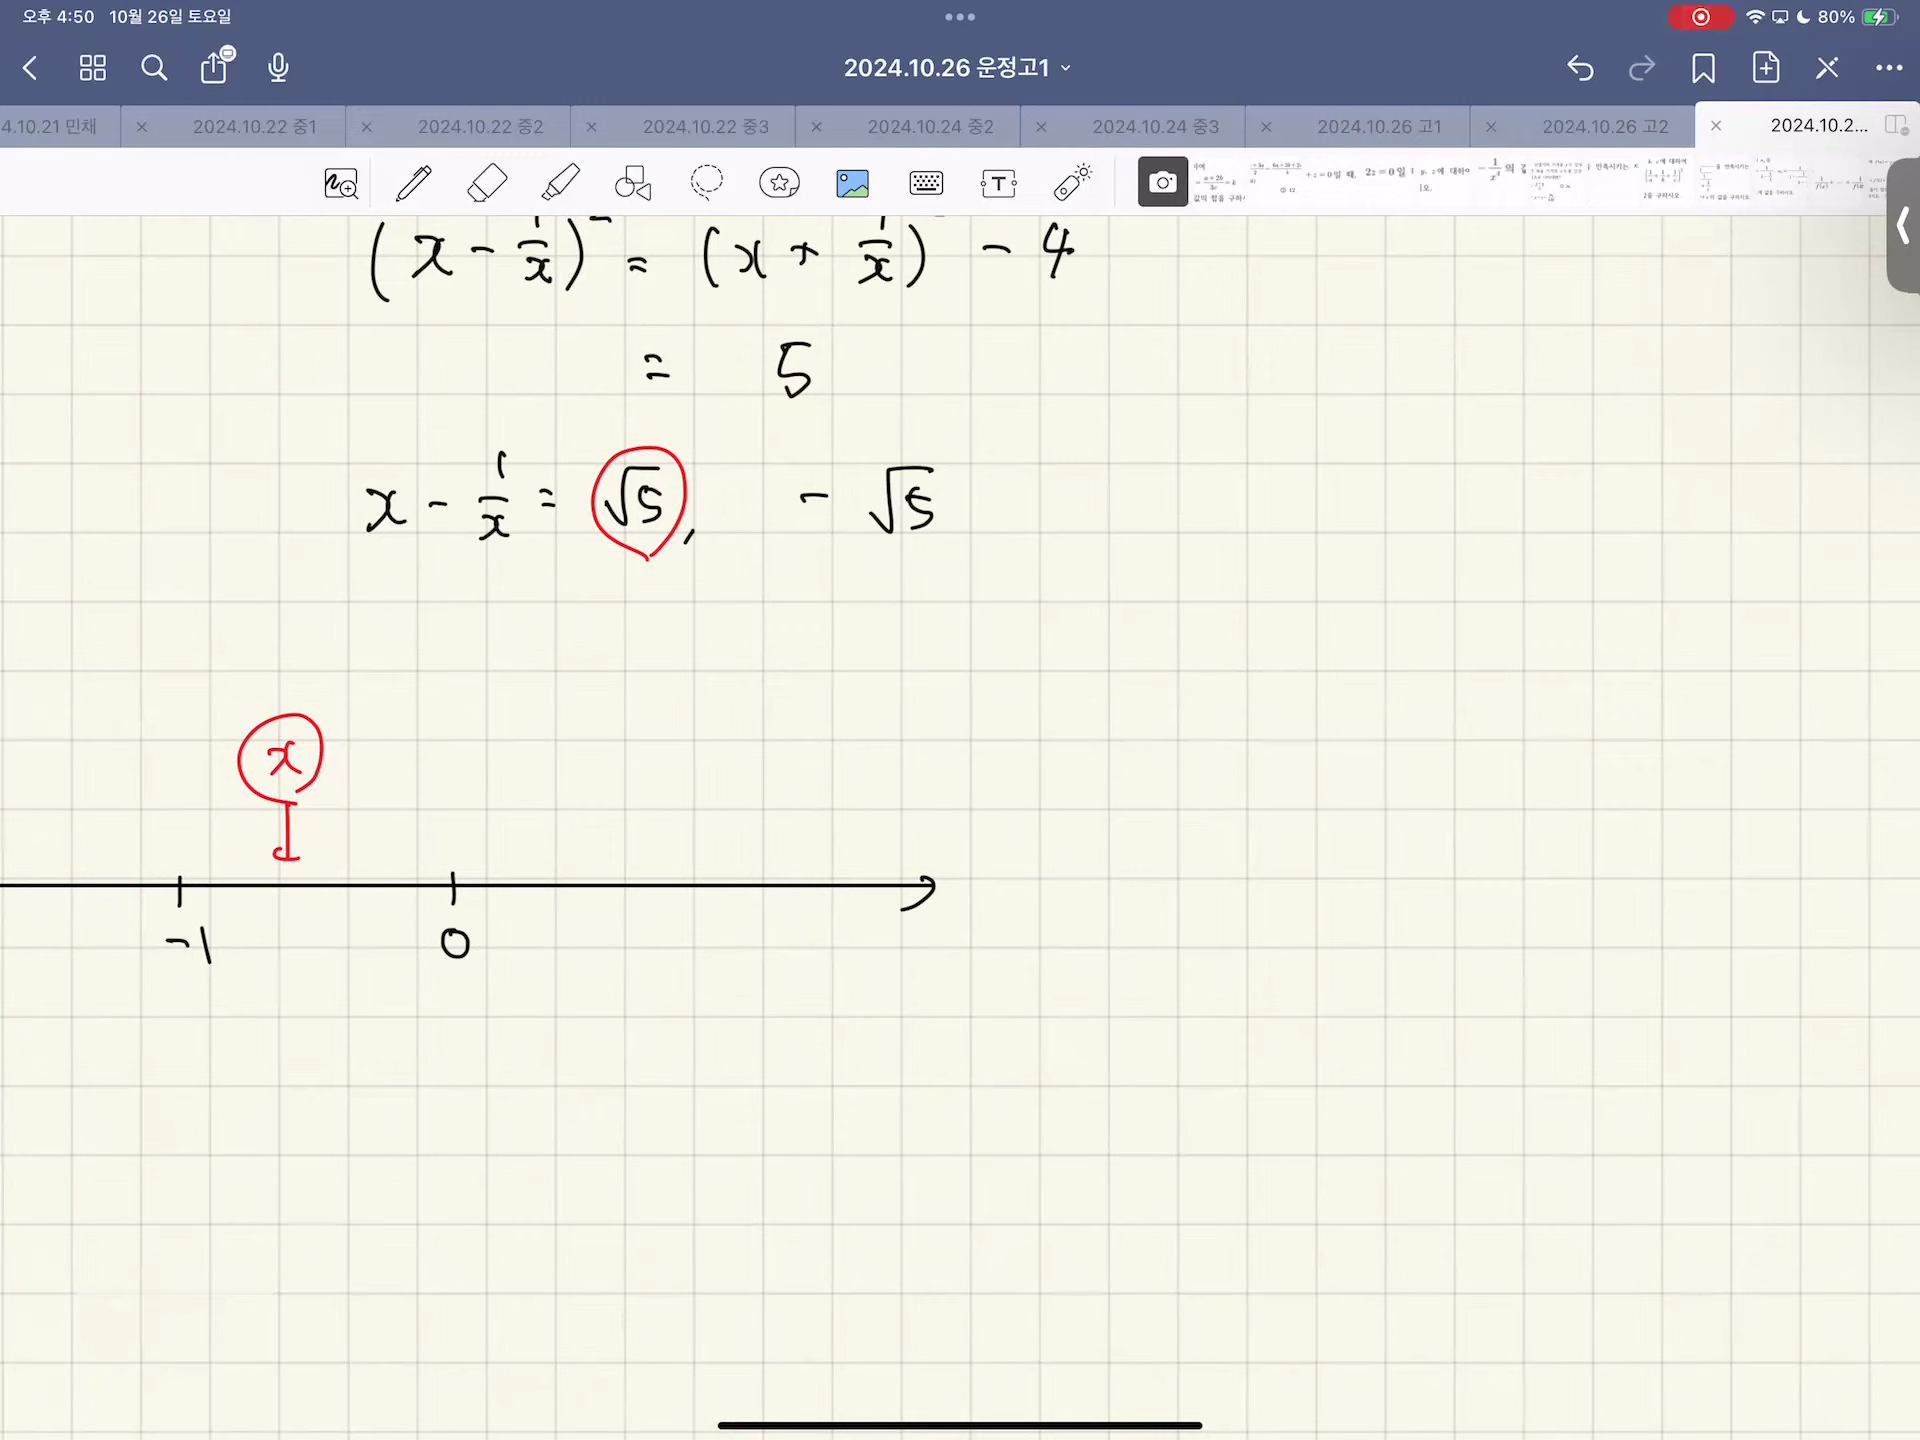 오후 4:50 10월 26일 토요일
80%
2024.10.26 운정고1
4.10.21 민채
2024.10.22 중1
2024.10.22 중2
2024.10.22 중3
2024.10.24 중2
2024.10.24 중3
2024.10.26 고1
2024.10.26 고2
2024.10.2...
(x - 1/x)² = (x + 1/x)² - 4
= 5
x - 1/x = √5, - √5
x
-1 0